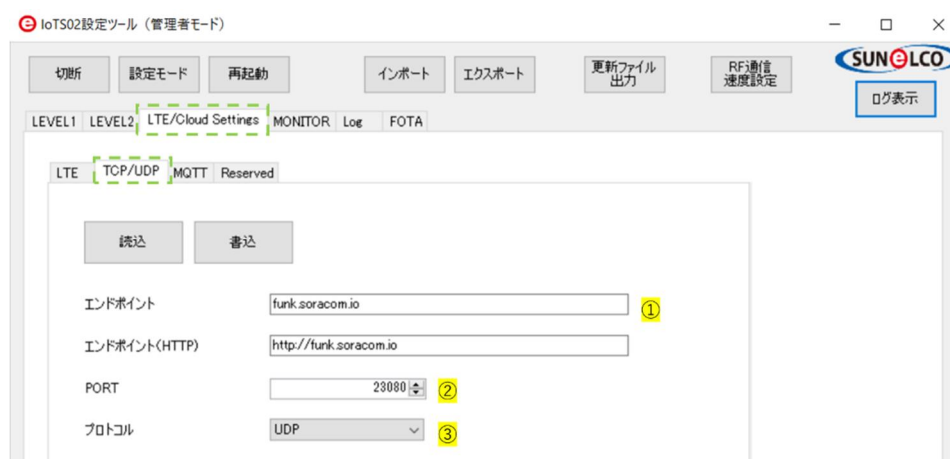 e IoTS02設定ツール（管理者モード）
切断 設定モード 再起動 インポート エクスポート 更新ファイル出力 RF通信速度設定 SUNeLCO
ログ表示
LEVEL1 LEVEL2 LTE/Cloud Settings MONITOR Log FOTA
LTE TCP/UDP MQTT Reserved
読込 書込
エンドポイント funk.soracom.io ①
エンドポイント(HTTP) http://funk.soracom.io
PORT 23080 ②
プロトコル UDP ③